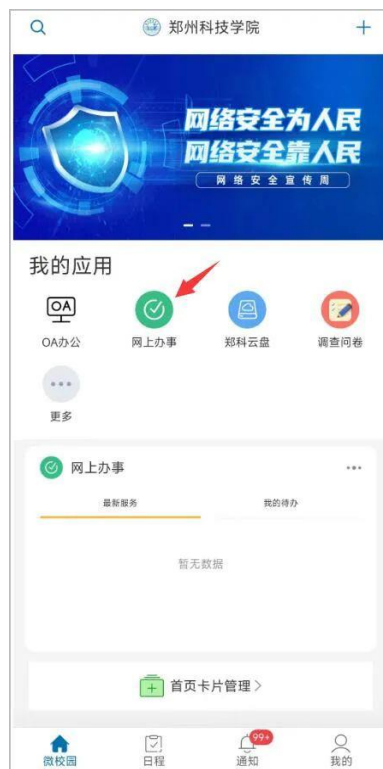 郑州科技学院
网络安全为人民
网络安全靠人民
网络安全宣传周
我的应用
OA
OA办公
网上办事
郑科云盘
调查问卷
更多
网上办事
最新服务
我的待办
暂无数据
首页卡片管理
99+
微校园
日程
通知
我的